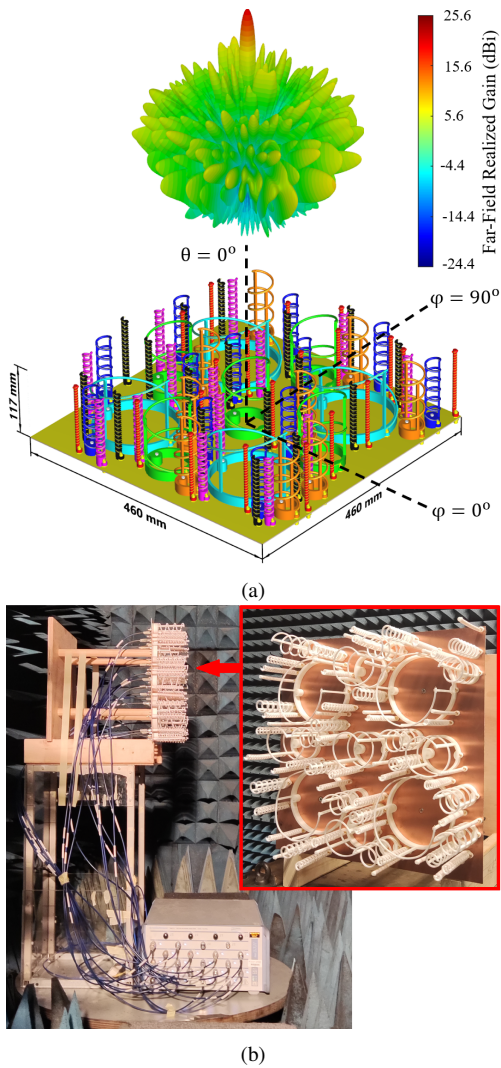 25.6
15.6
5.6
-4.4
-14.4
-24.4
Far-Field Realized Gain (dBi)
θ = 0°
φ = 90°
117 mm
460 mm
460 mm
φ = 0°
(a)
(b)